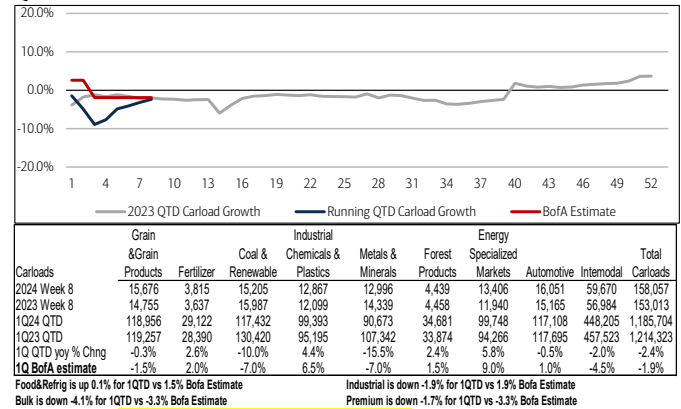 20.0%
10.0%
0.0%
-10.0%
-20.0%
1 4 7 10 13 16 19 22 25 28 31 34 37 40 43 46 49 52
2023 QTD Carload Growth Running QTD Carload Growth BofA Estimate
Grain Industrial Energy
&Grain Coal & Chemicals & Metals & Forest Specialized Total
Carloads Products Fertilizer Renewable Plastics Minerals Products Markets Automotive Intemodal Carloads
2024 Week 8 15,676 3,815 15,205 12,867 12,996 4,439 13,406 16,051 59,670 158,057
2023 Week 8 14,755 3,637 15,987 12,099 14,339 4,458 11,940 15,165 56,984 153,013
1Q24 QTD 118,956 29,122 117,432 99,393 90,673 34,681 99,748 117,108 448,205 1,185,704
1Q23 QTD 119,257 28,390 130,420 95,195 107,342 33,874 94,266 117,695 457,523 1,214,323
1Q QTD yoy % Chng -0.3% 2.6% -10.0% 4.4% -15.5% 2.4% 5.8% -0.5% -2.0% -2.4%
1Q BofA estimate -1.5% 2.0% -7.0% 6.5% -7.0% 1.5% 9.0% 1.0% -4.5% -1.9%
Food&Refrig is up 0.1% for 1QTD vs 1.5% Bofa Estimate Industrial is down -1.9% for 1QTD vs 1.9% Bofa Estimate
Bulk is down -4.1% for 1QTD vs -3.3% Bofa Estimate Premium is down -1.7% for 1QTD vs -3.3% Bofa Estimate